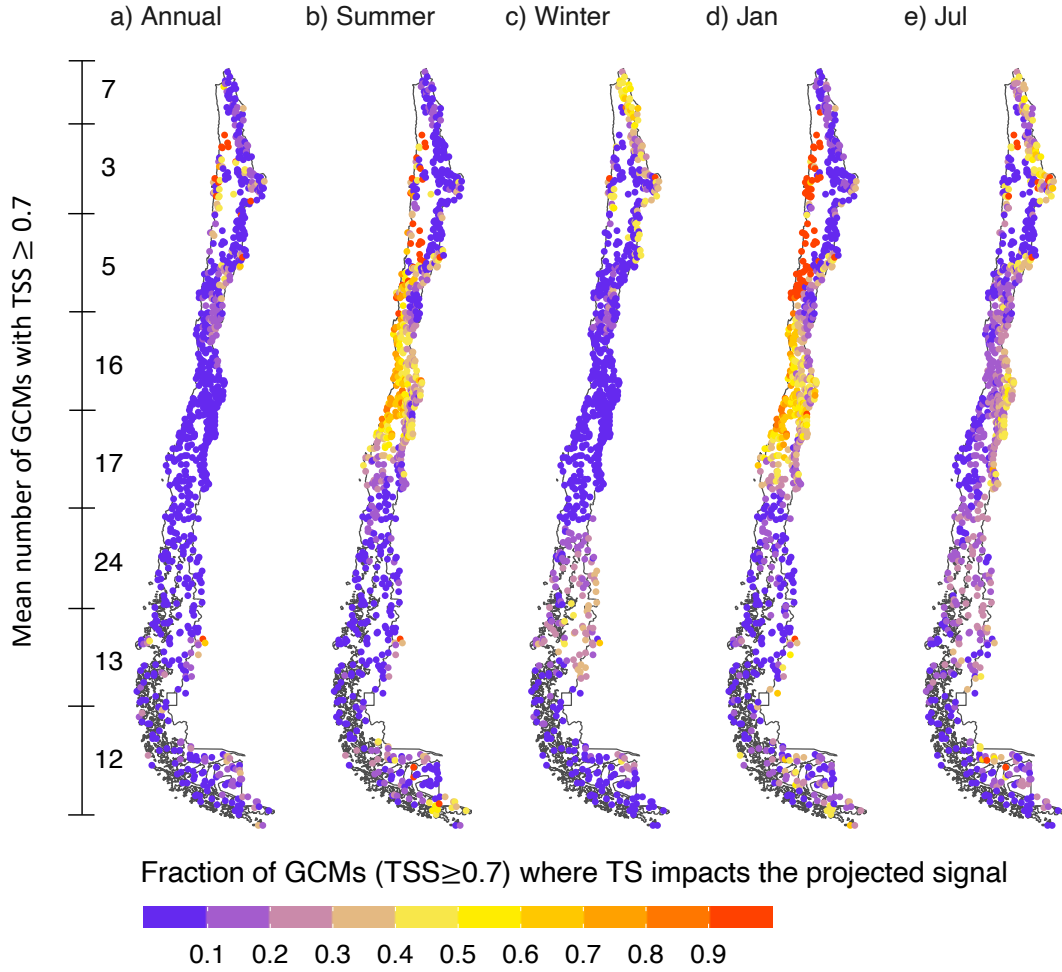 a) Annual b) Summer c) Winter d) Jan e) Jul
Mean number of GCMs with TSS ≥ 0.7
7
3
5
16
17
24
13
12
Fraction of GCMs (TSS≥0.7) where TS impacts the projected signal
0.1 0.2 0.3 0.4 0.5 0.6 0.7 0.8 0.9